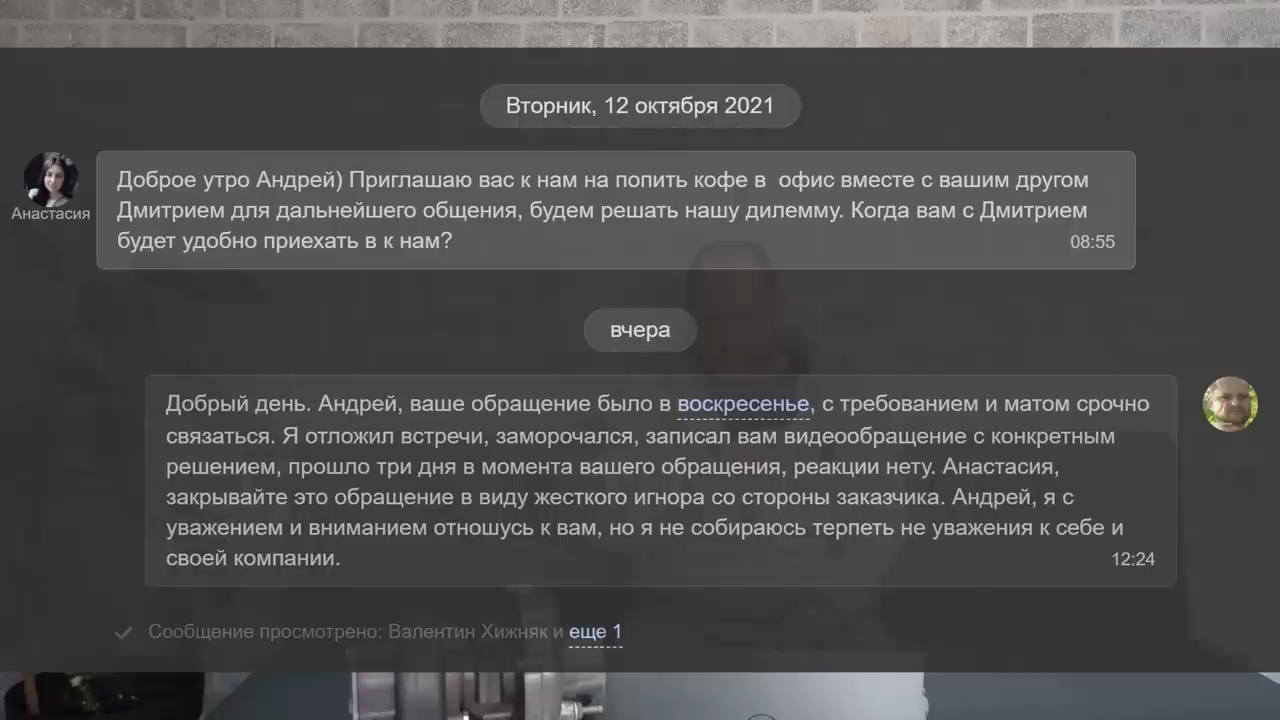 Вторник, 12 октября 2021
Доброе утро Андрей) Приглашаю вас к нам на попить кофе в  офис вместе с вашим другом
Анастасия
Дмитрием для дальнейшего общения, будем решать нашу дилемму. Когда вам с Дмитрием
будет удобно приехать в к нам?
08:55
вчера
Добрый день. Андрей, ваше обращение было в воскресенье, с требованием и матом срочно
связаться. Я отложил встречи, заморочался, записал вам видеообращение с конкретным
решением, прошло три дня в момента вашего обращения, реакции нету. Анастасия,
закрывайте это обращение в виду жесткого игнора со стороны заказчика. Андрей, я с
уважением и вниманием отношусь к вам, но я не собираюсь терпеть не уважения к себе и
своей компании.
12:24
Сообщение просмотрено: Валентин Хижняк и еще 1